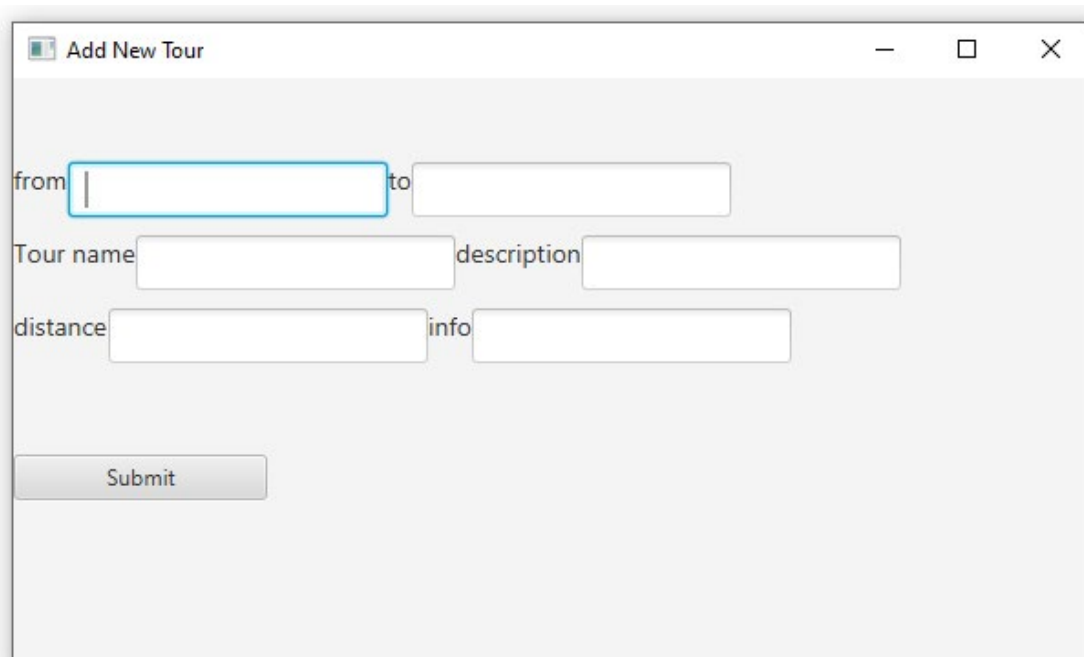 Add New Tour
from to
Tour name description
distance info
Submit